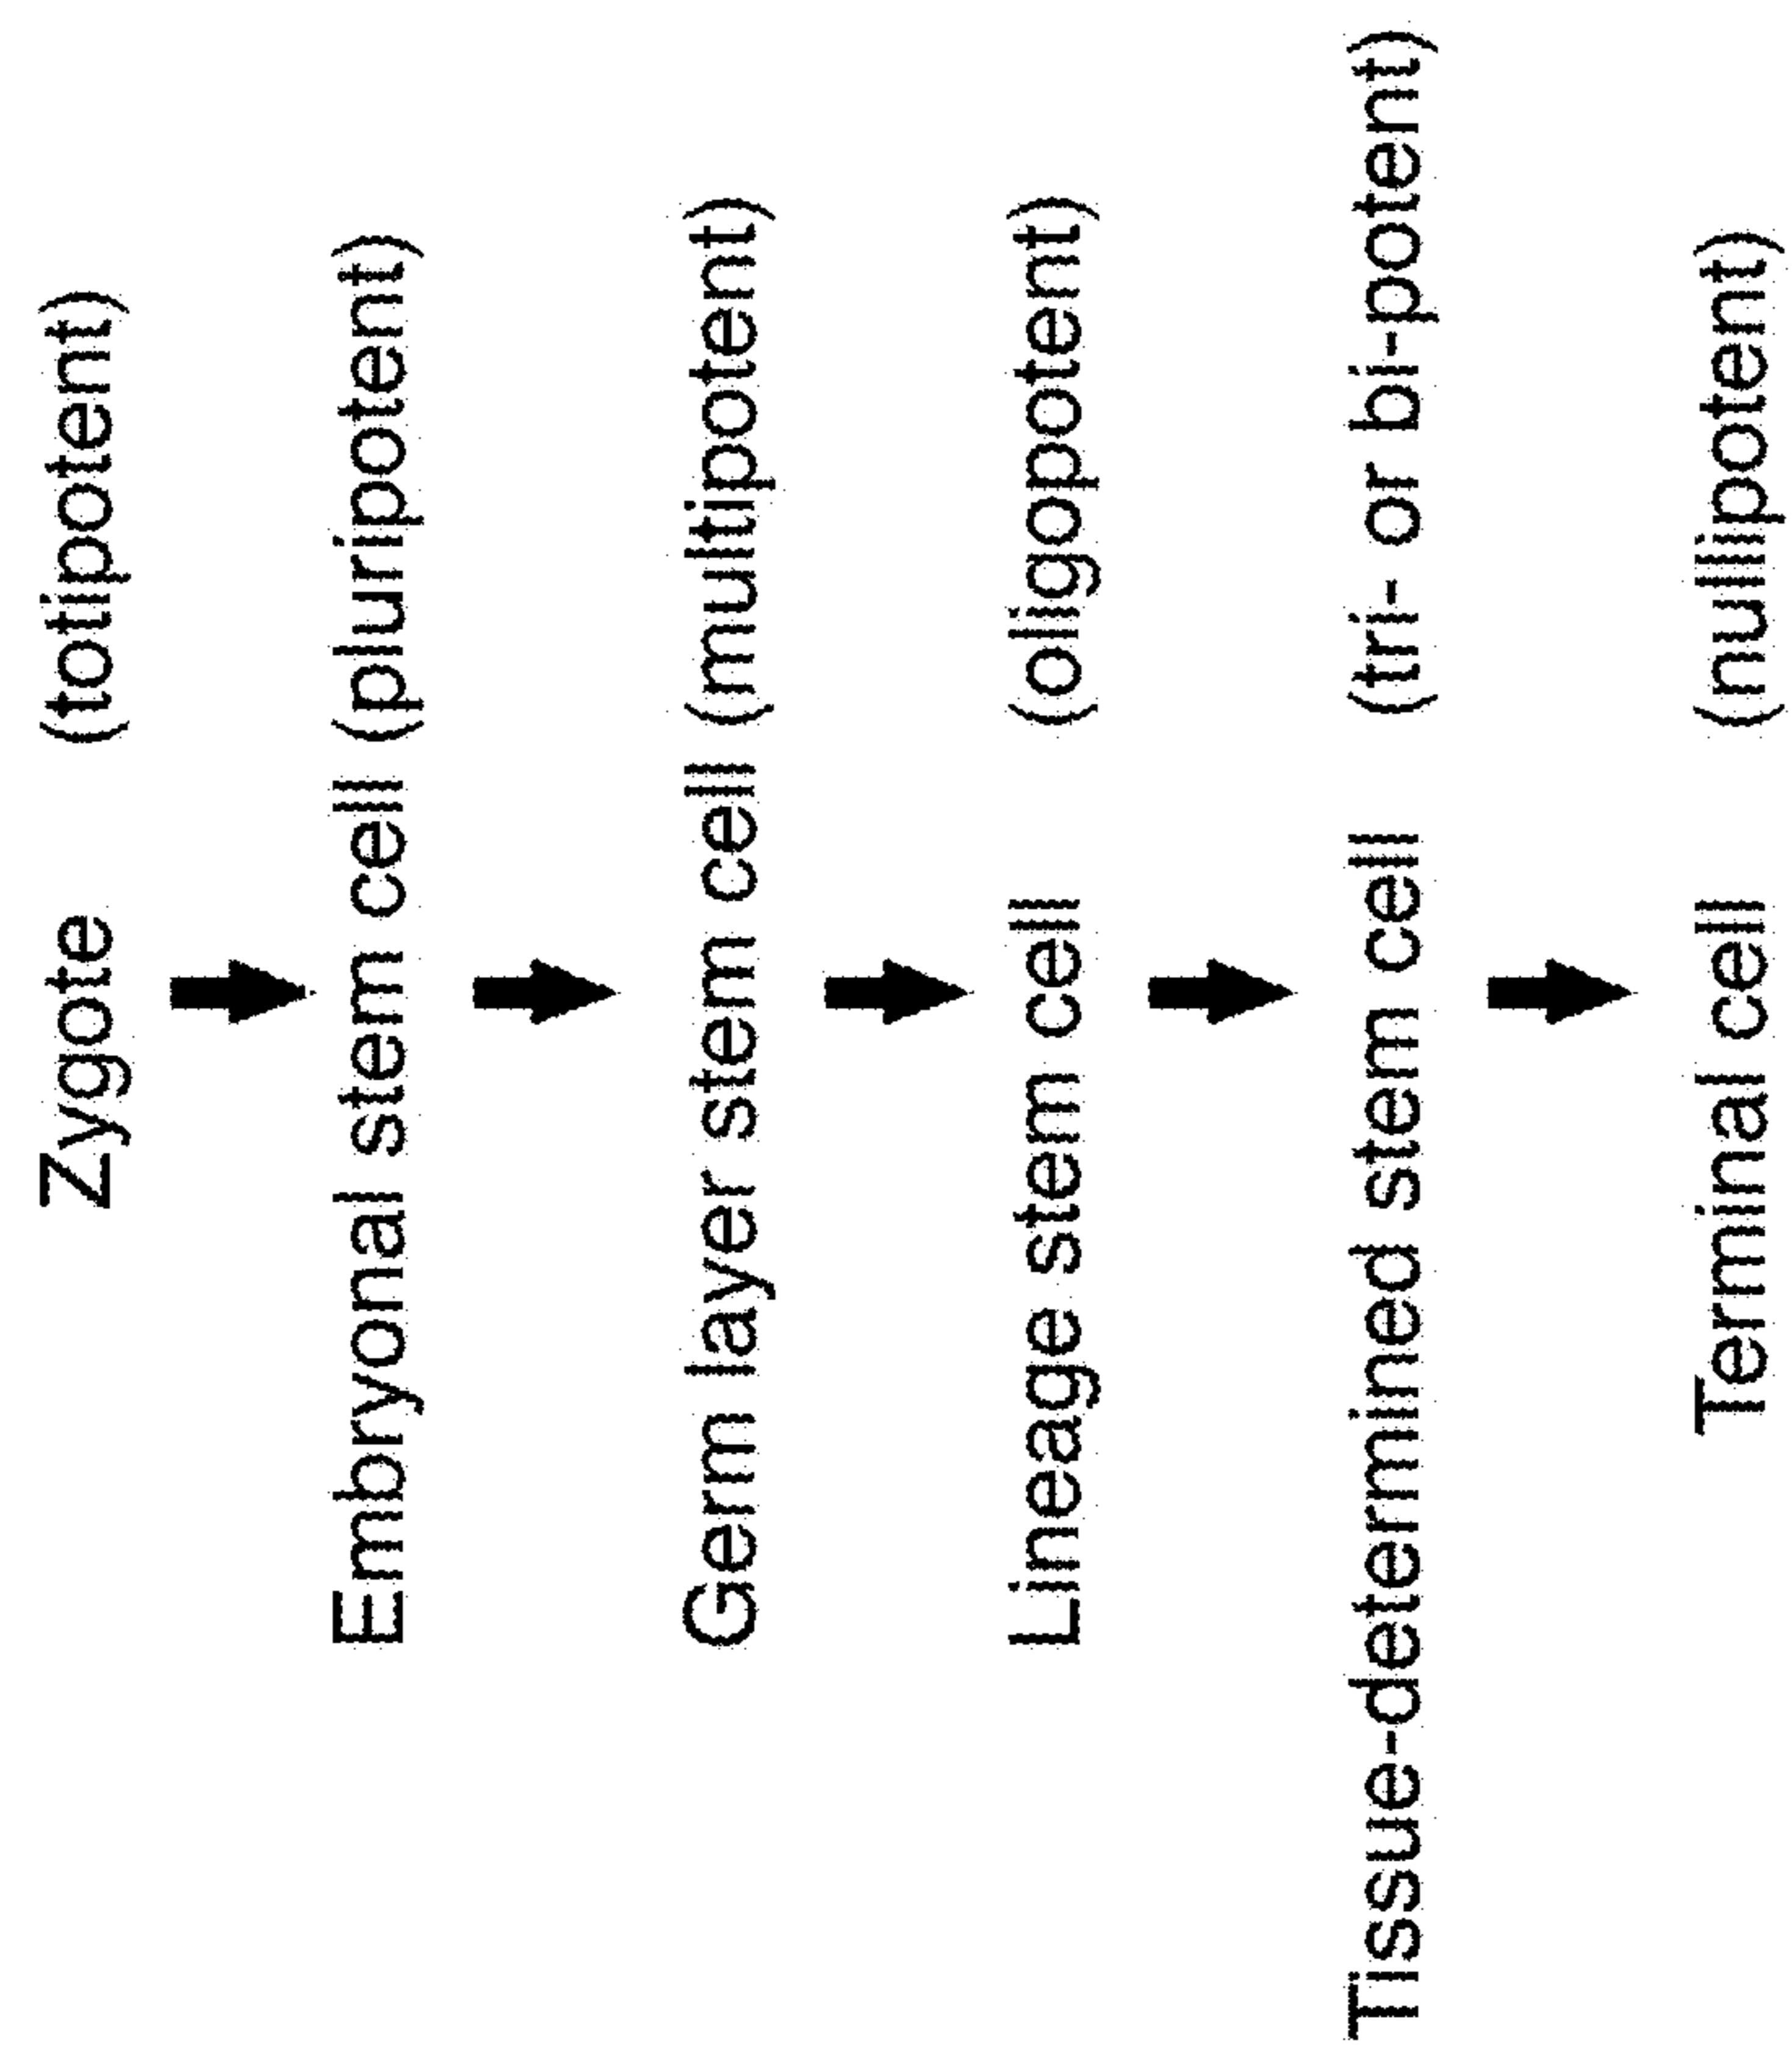 Zygote (totipotent)
Embryonal stem cell (pluripotent)
Germ layer stem cell (multipotent)
Lineage stem cell (oligopotent)
Tissue-determined stem cell (tri- or bi-potent)
Terminal cell (nullipotent)